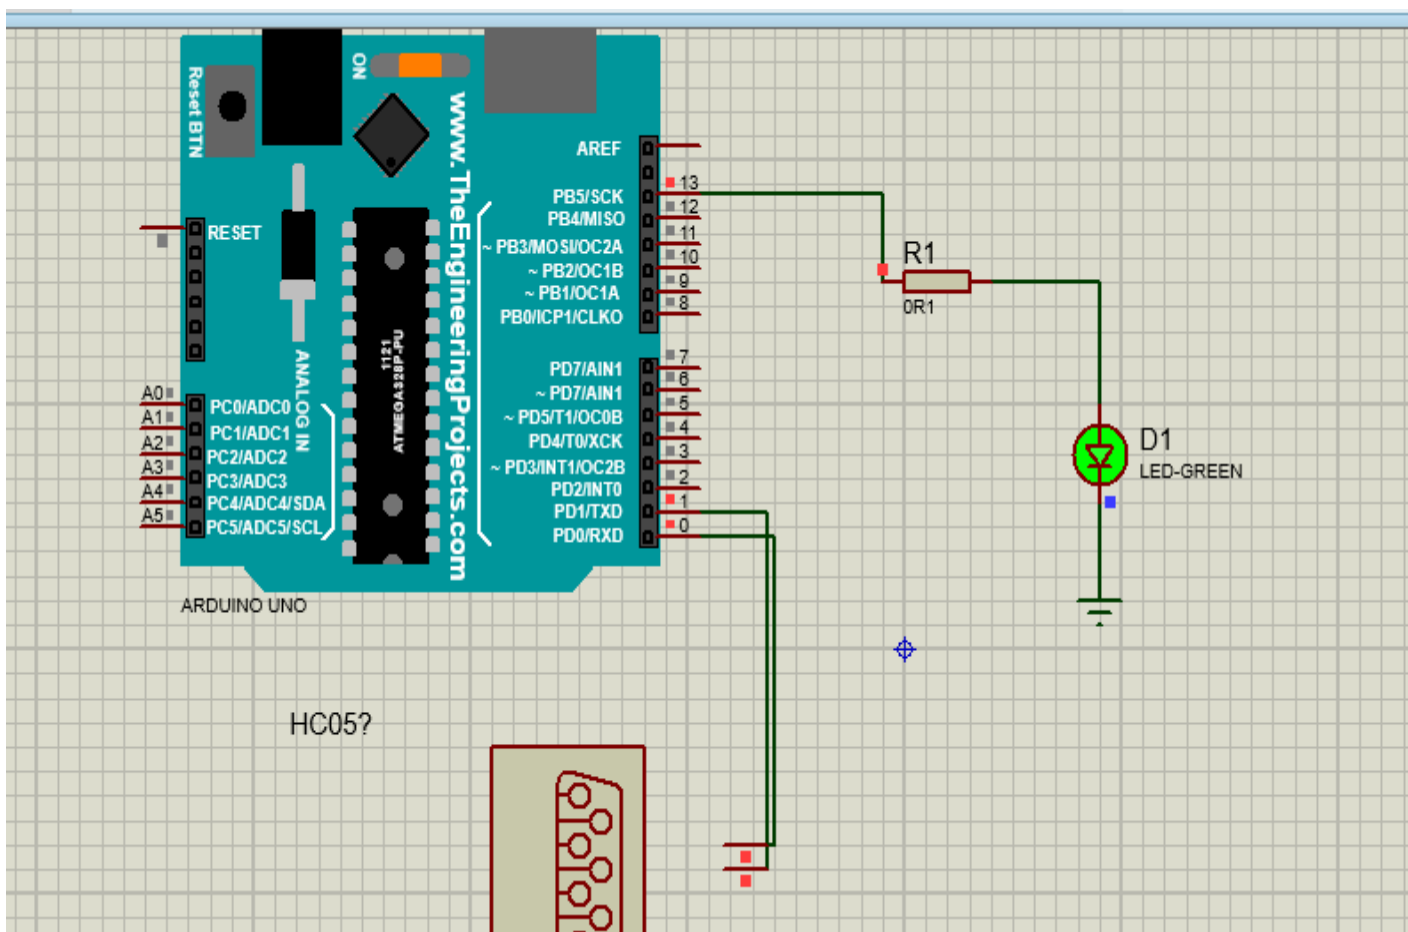 Reset BTN
ON
www.TheEngineeringProjects.com
AREF
13
PB5/SCK
12
PB4/MISO
11
~ PB3/MOSI/OC2A
10
~ PB2/OC1B
9
~ PB1/OC1A
8
PB0/ICP1/CLKO
RESET
1121
ATMEGA328P-PU
ANALOG IN
7
PD7/AIN1
6
~ PD7/AIN1
5
~ PD5/T1/OC0B
4
PD4/T0/XCK
3
~ PD3/INT1/OC2B
2
PD2/INT0
1
PD1/TXD
0
PD0/RXD
A0
PC0/ADC0
A1
PC1/ADC1
A2
PC2/ADC2
A3
PC3/ADC3
A4
PC4/ADC4/SDA
A5
PC5/ADC5/SCL
ARDUINO UNO
R1
0R1
D1
LED-GREEN
HC05?